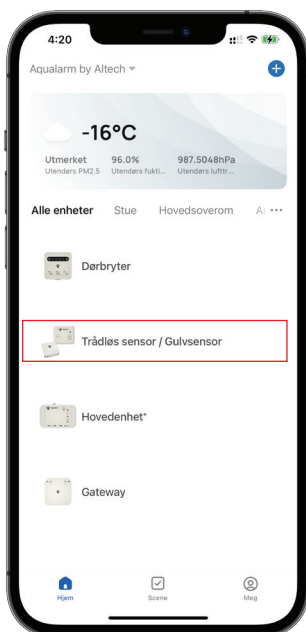 4:20
Aqualarm by Altech
-16°C
Utmerket 96.0% 987.5048hPa
Utendørs PM2.5 Utendørs fukti... Utendørs lufttr...
Alle enheter Stue Hovedsoverom Ar ...
Dørbryter
Trådløs sensor / Gulvsensor
Hovedenhet*
Gateway
Hjem Scene Meg